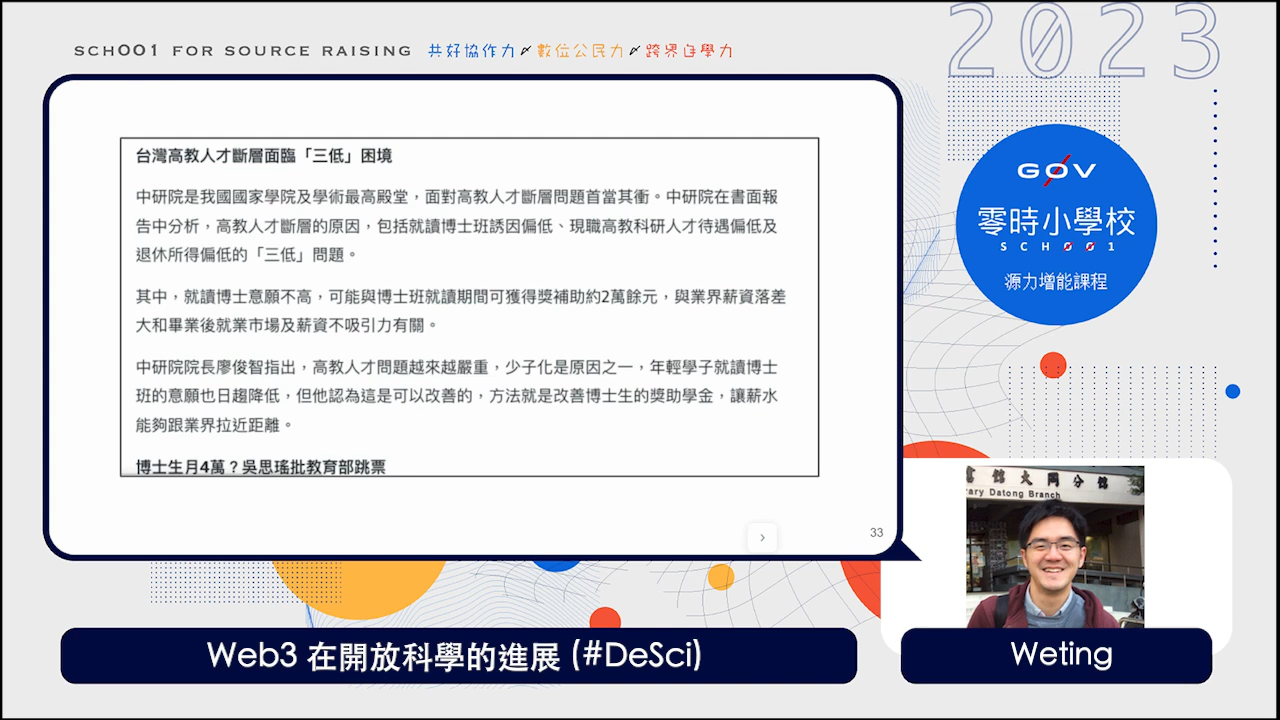 SCHOO1 FOR SOURCE RAISING 共好協作力〆數位公民力〆跨界自學力
2023
台灣高教人才斷層面臨「三低」困境
中研院是我國國家學院及學術最高殿堂,面對高教人才斷層問題首當其衝。中研院在書面報
告中分析,高教人才斷層的原因,包括就讀博士班誘因偏低、現職高教科研人才待遇偏低及
退休所得偏低的「三低」問題。
其中,就讀博士意願不高,可能與博士班就讀期間可獲得獎補助約2萬餘元,與業界薪資落差
大和畢業後就業市場及薪資不吸引力有關。
中研院院長廖俊智指出,高教人才問題越來越嚴重,少子化是原因之一,年輕學子就讀博士
班的意願也日趨降低,但他認為這是可以改善的,方法就是改善博士生的獎助學金,讓薪水
能夠跟業界拉近距離。
博士生月4萬?吳思瑤批教育部跳票
33
GØV
零時小學校
SCHØØ1
源力增能課程
館大同分館
ary Datong Branch
Web3 在開放科學的進展 (#DeSci)
Weting